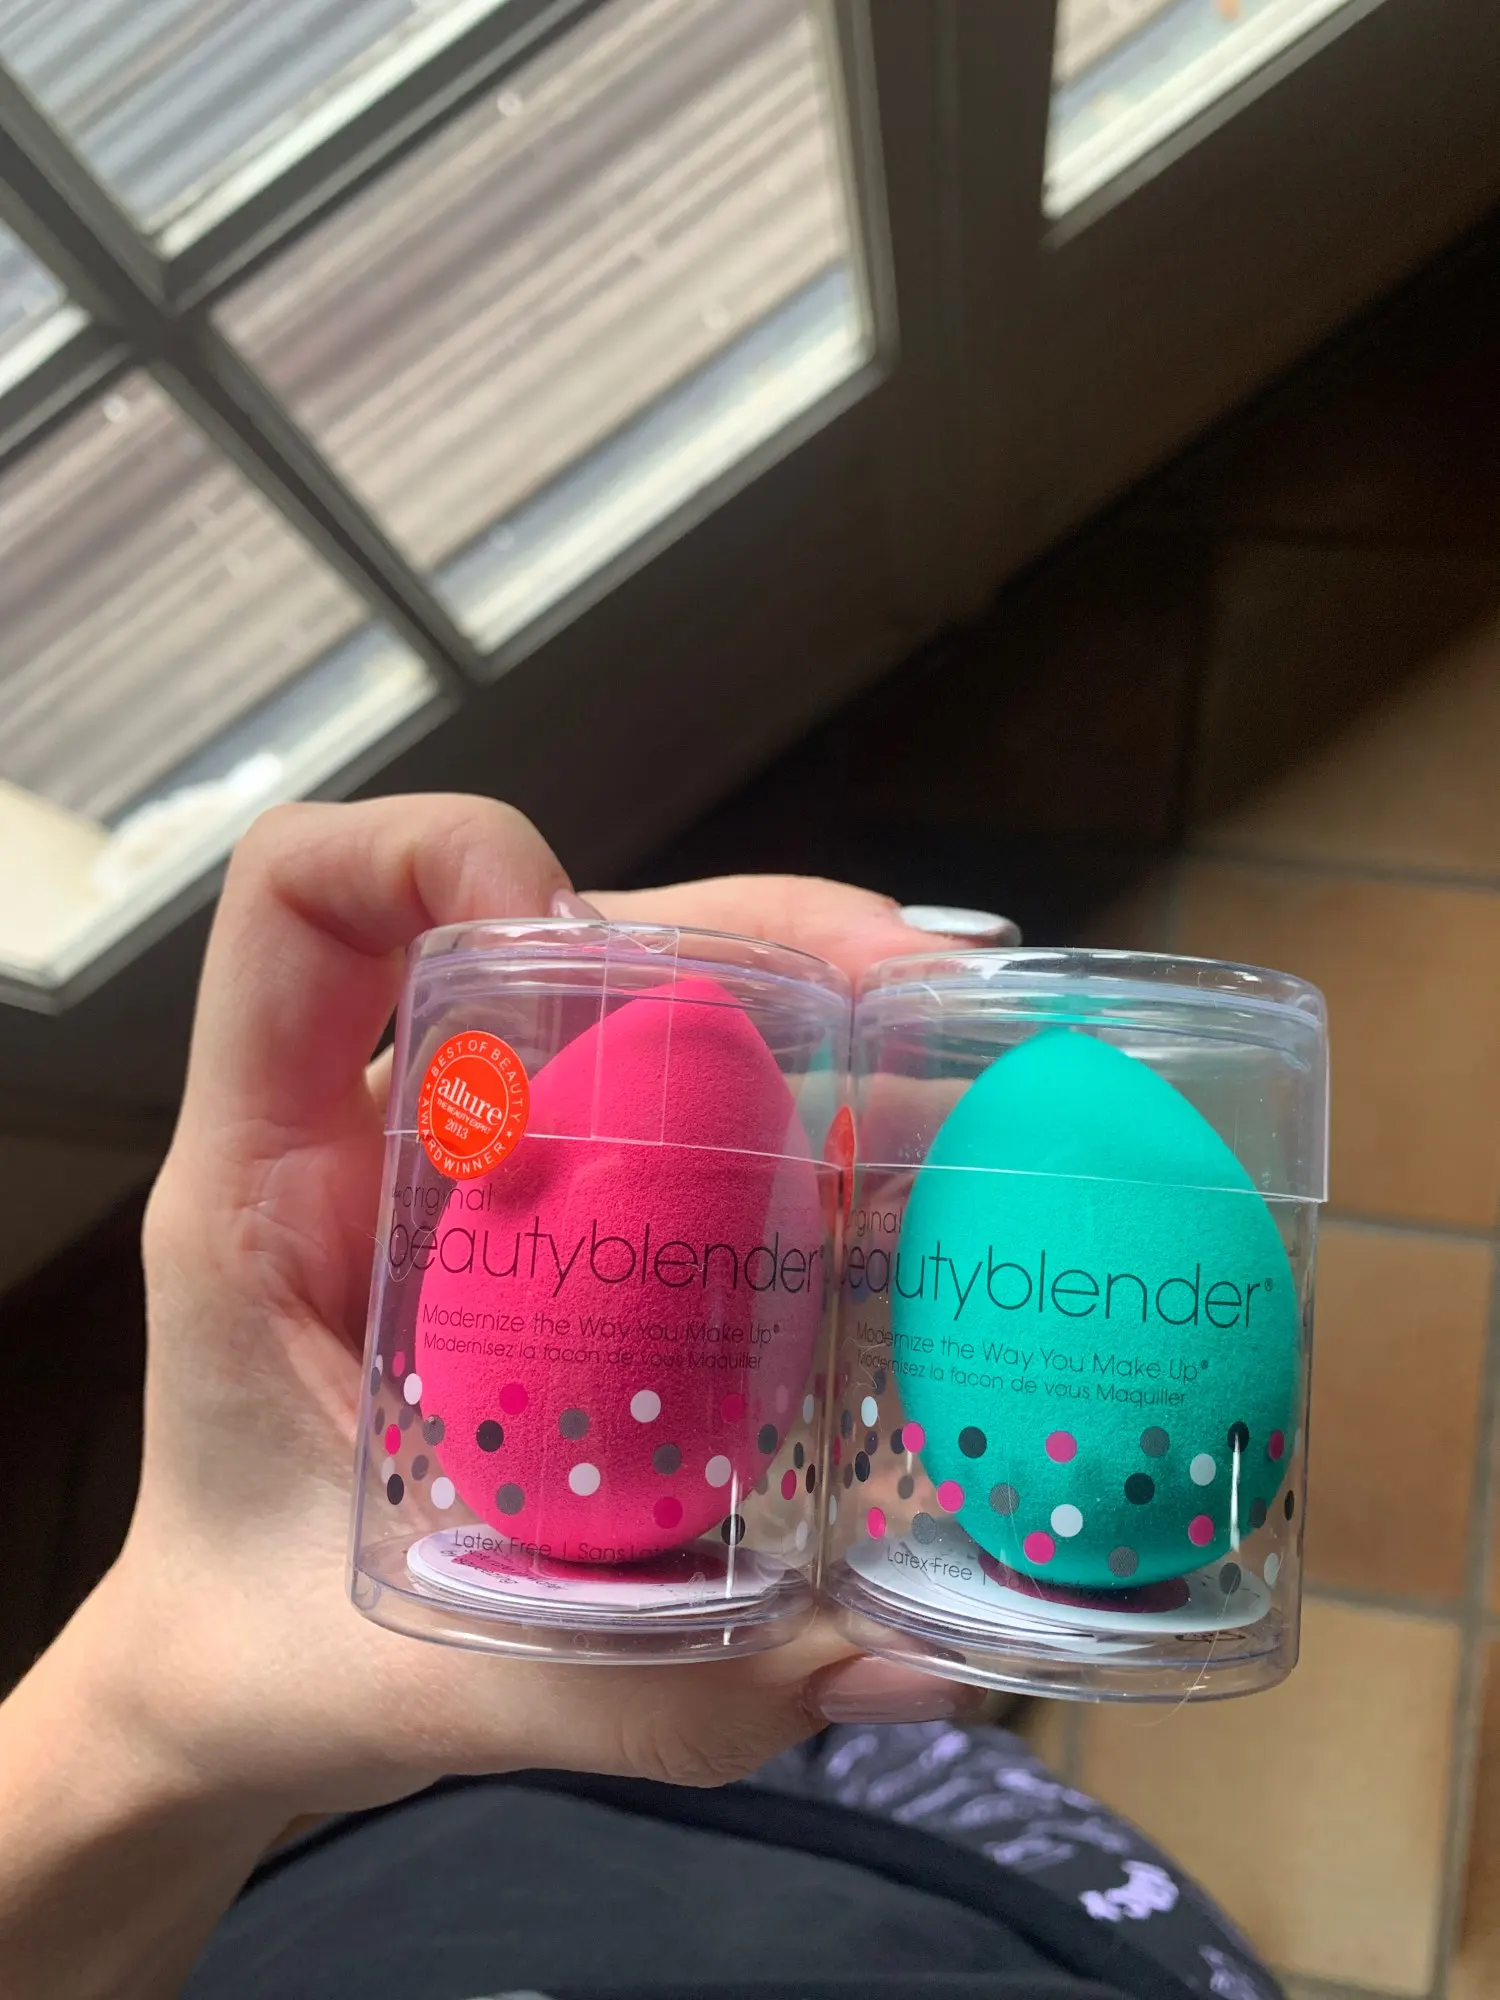 BEST OF BEAUTY
allure
THE BEAUTY EXPERT
2013
AWARD WINNER
original
beautyblender®
Modernize the Way You Make Up®
Modernisez la façon de vous Maquiller
Latex Free | Sans
original
beautyblender®
Modernize the Way You Make Up®
Modernisez la façon de vous Maquiller
Latex Free |